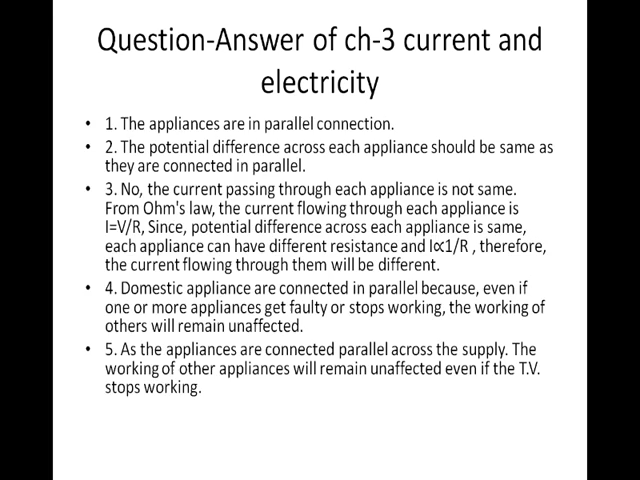 Question-Answer of ch-3 current and
electricity
• 1. The appliances are in parallel connection.
• 2. The potential difference across each appliance should be same as
they are connected in parallel.
• 3. No, the current passing through each appliance is not same.
From Ohm's law, the current flowing through each appliance is
I=V/R, Since, potential difference across each appliance is same,
each appliance can have different resistance and I∝1/R , therefore,
the current flowing through them will be different.
• 4. Domestic appliance are connected in parallel because, even if
one or more appliances get faulty or stops working, the working of
others will remain unaffected.
• 5. As the appliances are connected parallel across the supply. The
working of other appliances will remain unaffected even if the T.V.
stops working.